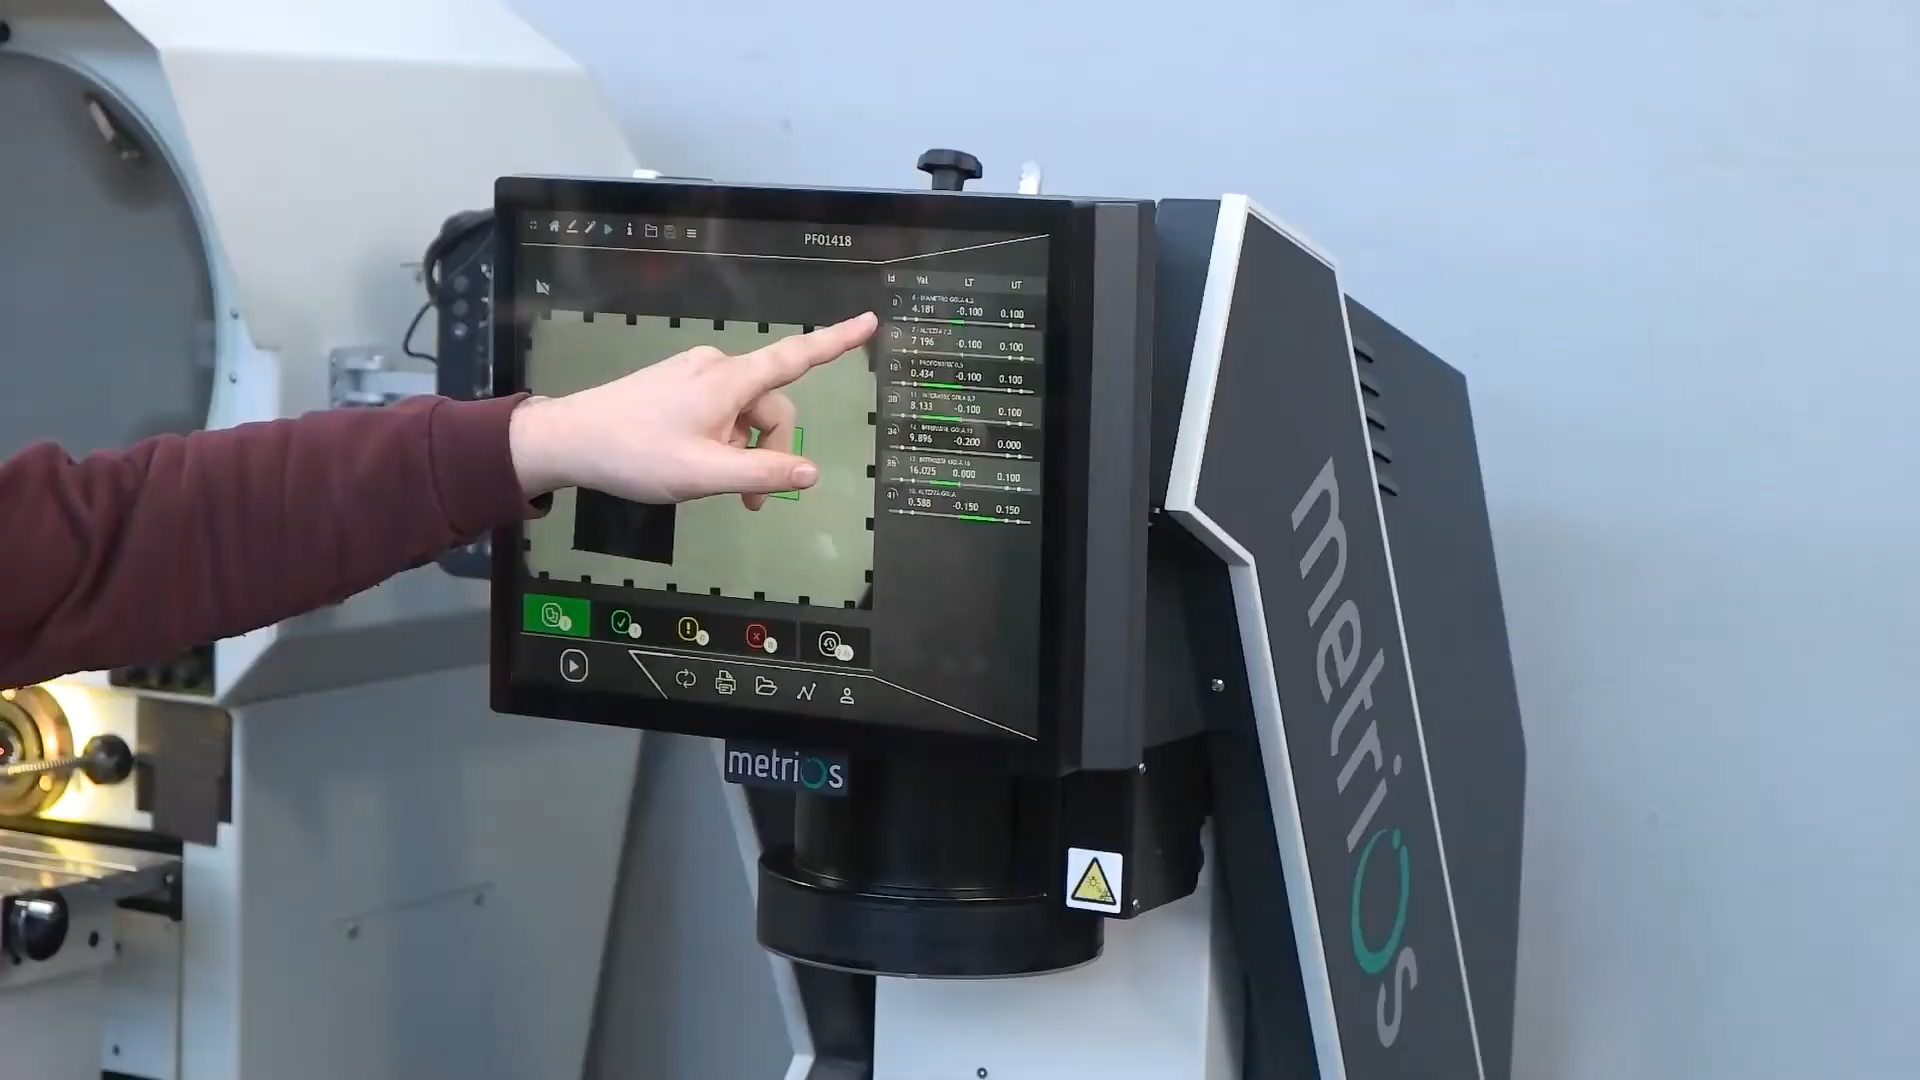 PF01418
Id Val LT UT
4.181 -0.100 0.100
7.196 -0.100 0.100
0.434 -0.100 0.100
8.133 -0.100 0.100
9.896 -0.200 0.000
16.025 0.000 0.100
ALTEZZA GOLA
0.588 -0.150 0.150
metrios
metrios